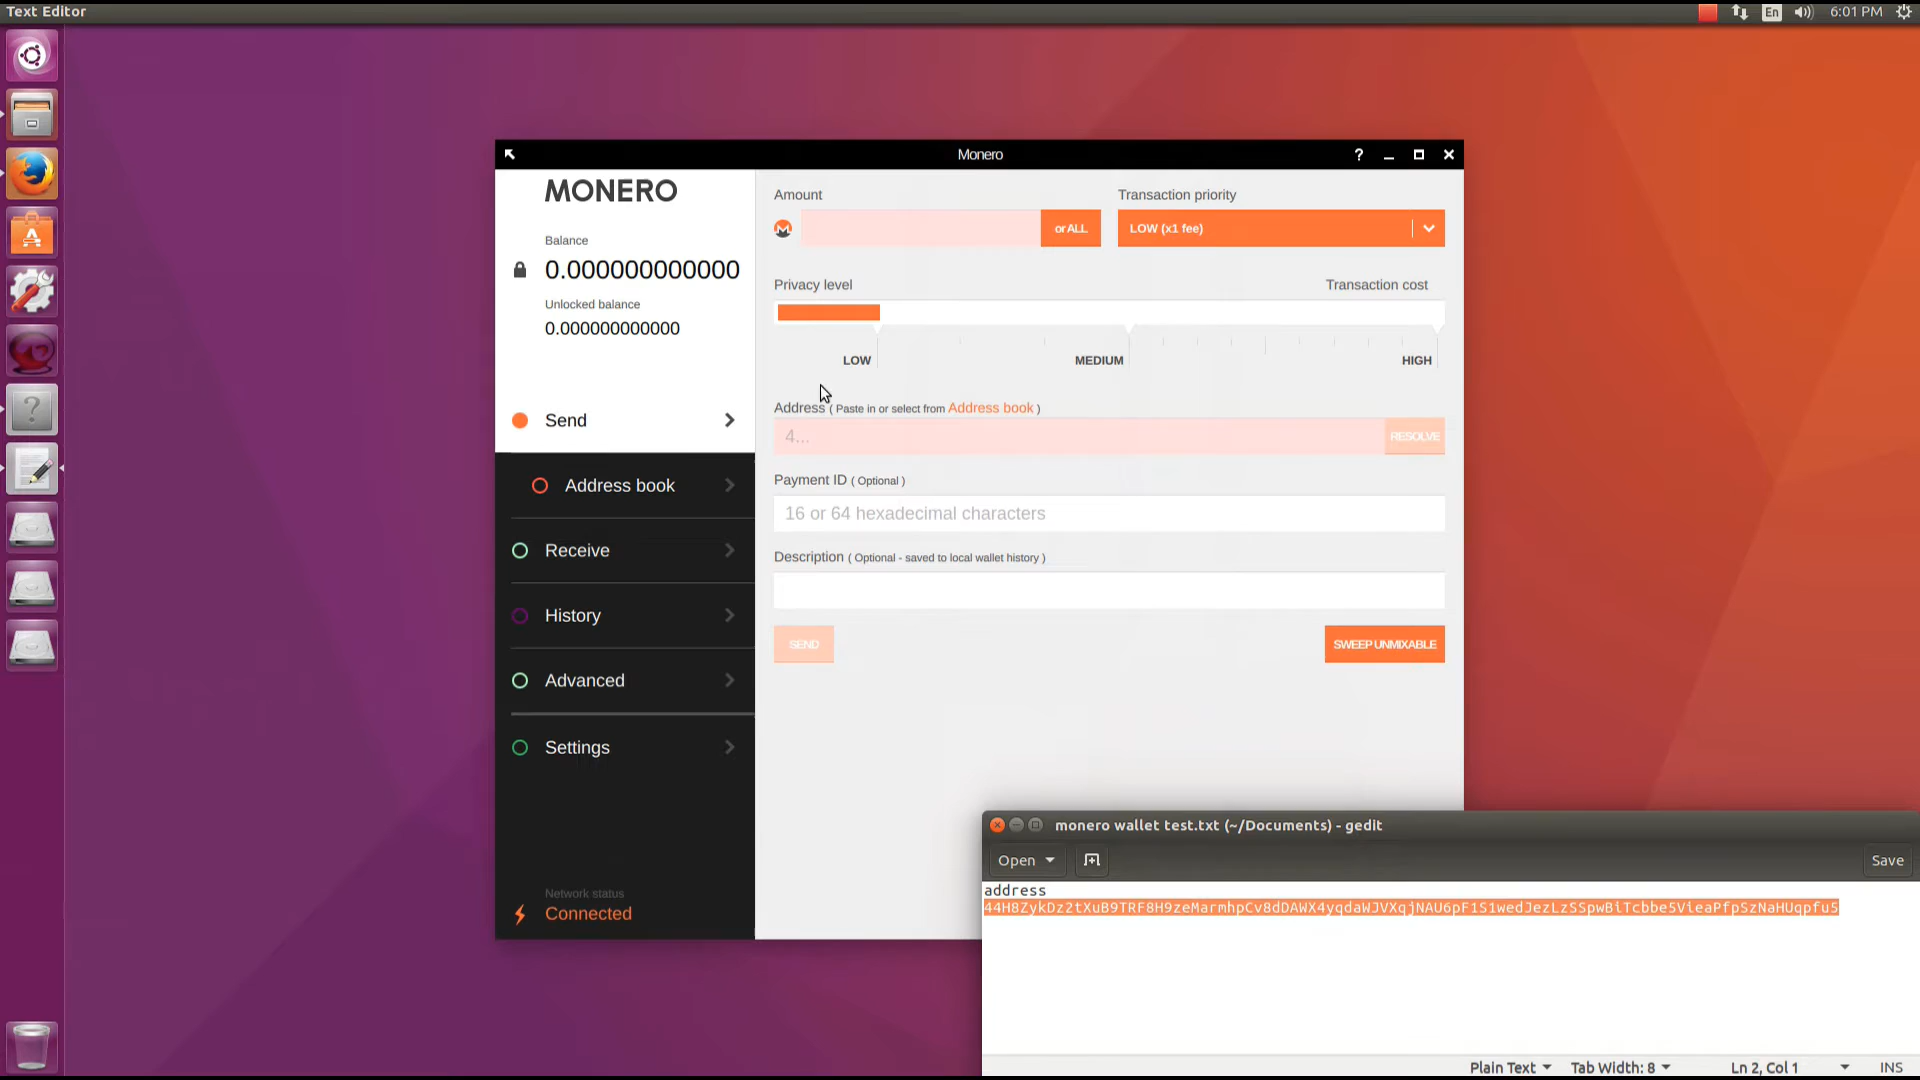 Text Editor
En
6:01 PM
Monero
?
MONERO
Balance
0.000000000000
Unlocked balance
0.000000000000
Send
Address book
Receive
History
Advanced
Settings
Network status
Connected
Amount
or ALL
Transaction priority
LOW (x1 fee)
Privacy level
Transaction cost
LOW
MEDIUM
HIGH
Address ( Paste in or select from Address book )
4...
RESOLVE
Payment ID ( Optional )
16 or 64 hexadecimal characters
Description ( Optional - saved to local wallet history )
SEND
SWEEP UNMIXABLE
monero wallet test.txt (~/Documents) - gedit
Open
Save
address
44H8ZykDz2tXuB9TRF8H9zeMarmhpCv8dDAWX4yqdaWJVXqjNAU6pF1S1wedJezLzSSpwBiTcbbe5VieaPfpSzNaHUqpfu5
Plain Text
Tab Width: 8
Ln 2, Col 1
INS